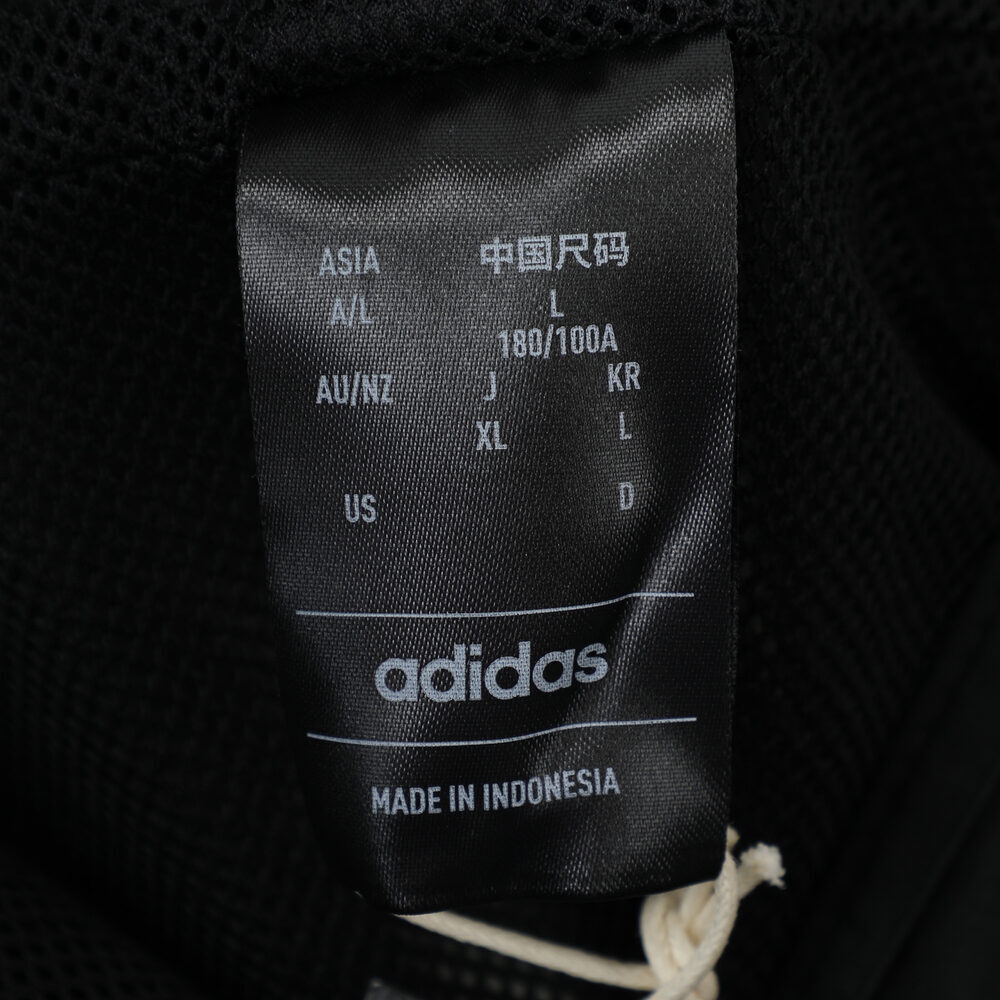 ASIA 中国尺码
A/L L
180/100A
AU/NZ J KR
XL L
US D
adidas
MADE IN INDONESIA